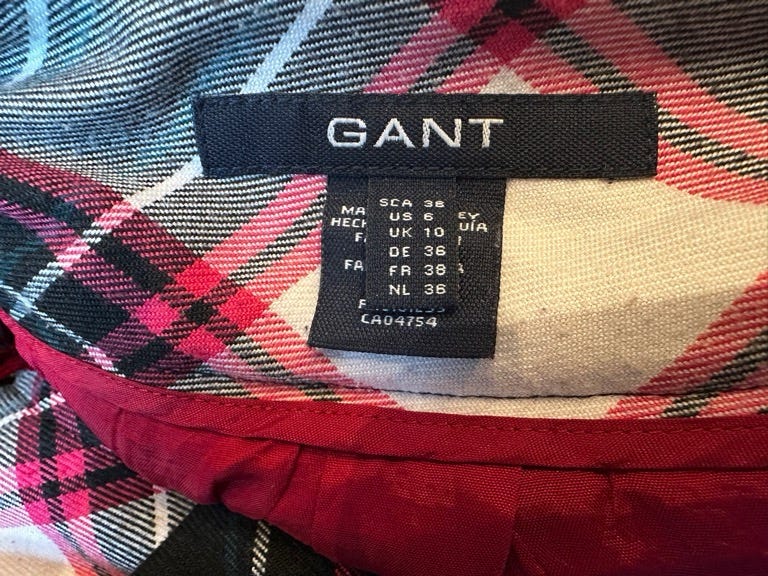 GANT
SCA 38
US 6
UK 10
DE 36
FR 38
NL 36
CA04754